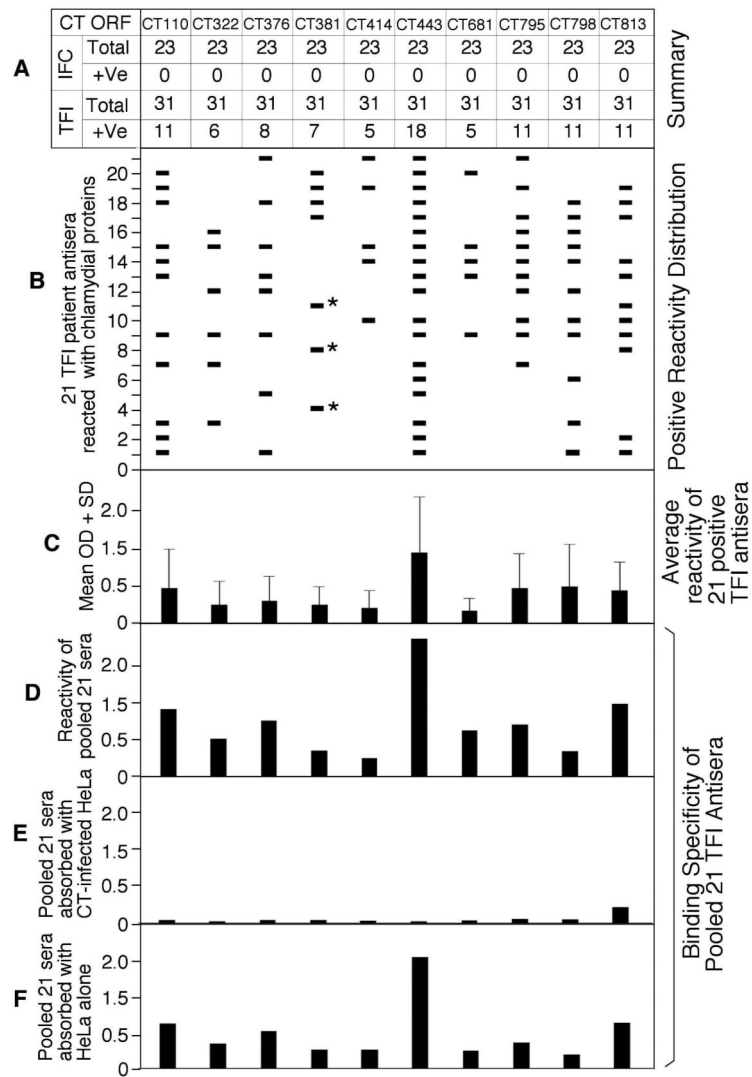 CT ORF CT110 CT322 CT376 CT381 CT414 CT443 CT681 CT795 CT798 CT813
A
IFC
Total 23 23 23 23 23 23 23 23 23 23
+Ve 0 0 0 0 0 0 0 0 0 0
TFI
Total 31 31 31 31 31 31 31 31 31 31
+Ve 11 6 8 7 5 18 5 11 11 11
Summary
B
21 TFI patient antisera
reacted with chlamydial proteins
20
18
16
14
12
10
8
6
4
2
0
*
*
*
Positive Reactivity Distribution
C
Mean OD + SD
2.0
1.5
0.5
0
Average
reactivity of
21 positive
TFI antisera
D
Reactivity of
pooled 21 sera
2.0
1.5
0.5
0
E
Pooled 21 sera
absorbed with
CT-infected HeLa
2.0
1.5
0.5
0
F
Pooled 21 sera
absorbed with
HeLa alone
2.0
1.5
0.5
0
Binding Specificity of
Pooled 21 TFI Antisera